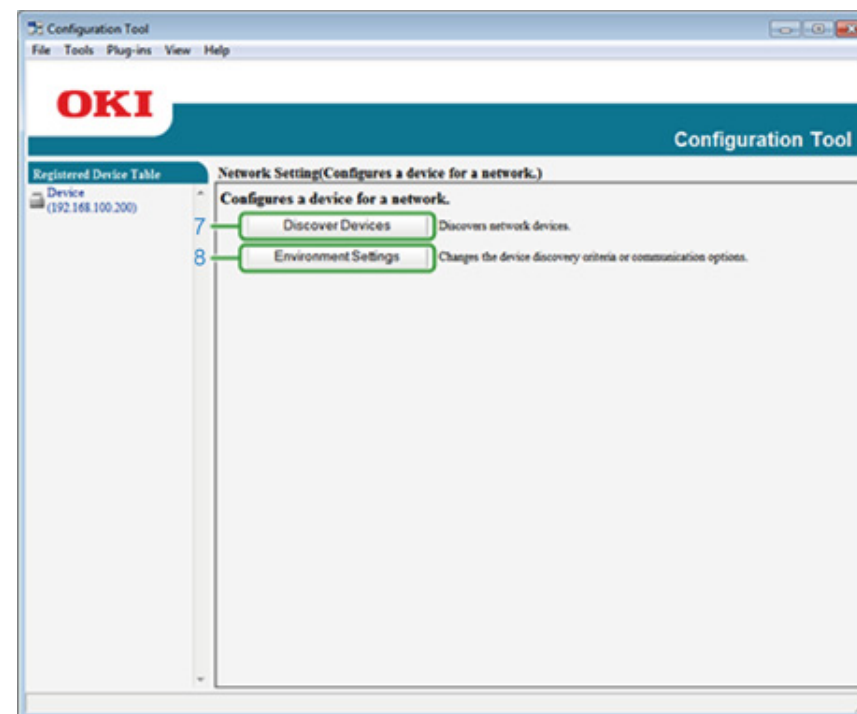 Configuration Tool
File Tools Plug-ins View Help
OKI
Configuration Tool
Registered Device Table
Device
(192.168.100.200)
Network Setting(Configures a device for a network.)
Configures a device for a network.
7 Discover Devices Discovers network devices.
8 Environment Settings Changes the device discovery criteria or communication options.